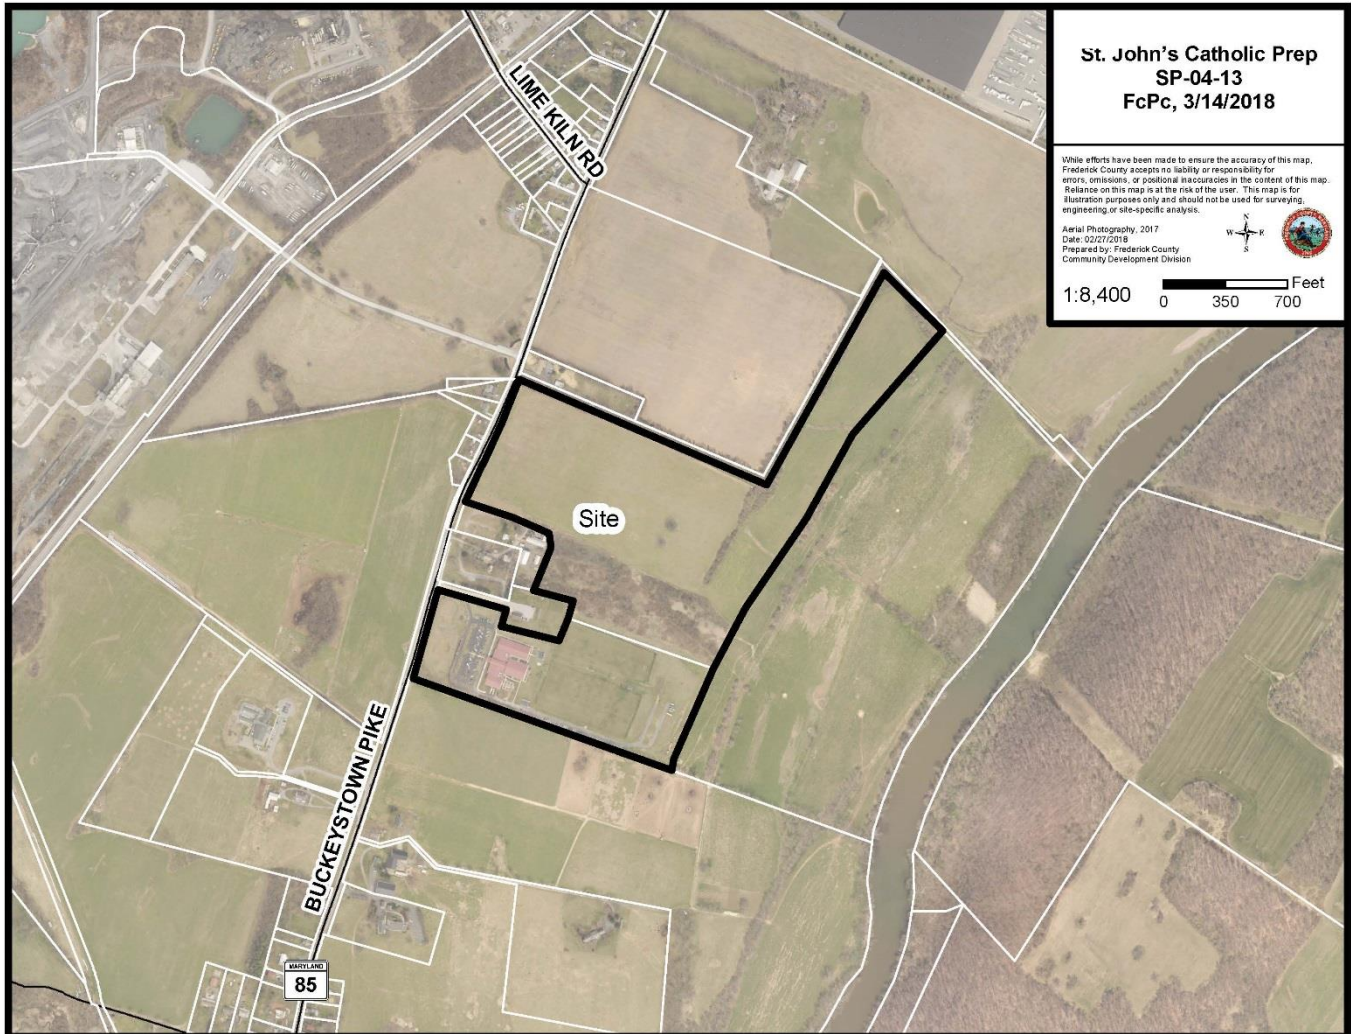 St. John's Catholic Prep
SP-04-13
FcPc, 3/14/2018
While efforts have been made to ensure the accuracy of this map,
Frederick County accepts no liability or responsibility for
errors, omissions, or positional inaccuracies in the content of this map.
Reliance on this map is at the risk of the user. This map is for
illustration purposes only and should not be used for surveying,
engineering, or site-specific analysis.
Aerial Photography, 2017
Date: 02/27/2018
Prepared by: Frederick County
Community Development Division
N
W E
S
1:8,400
Feet
0 350 700
LIME KILN RD
Site
BUCKEYSTOWN PIKE
MARYLAND
85